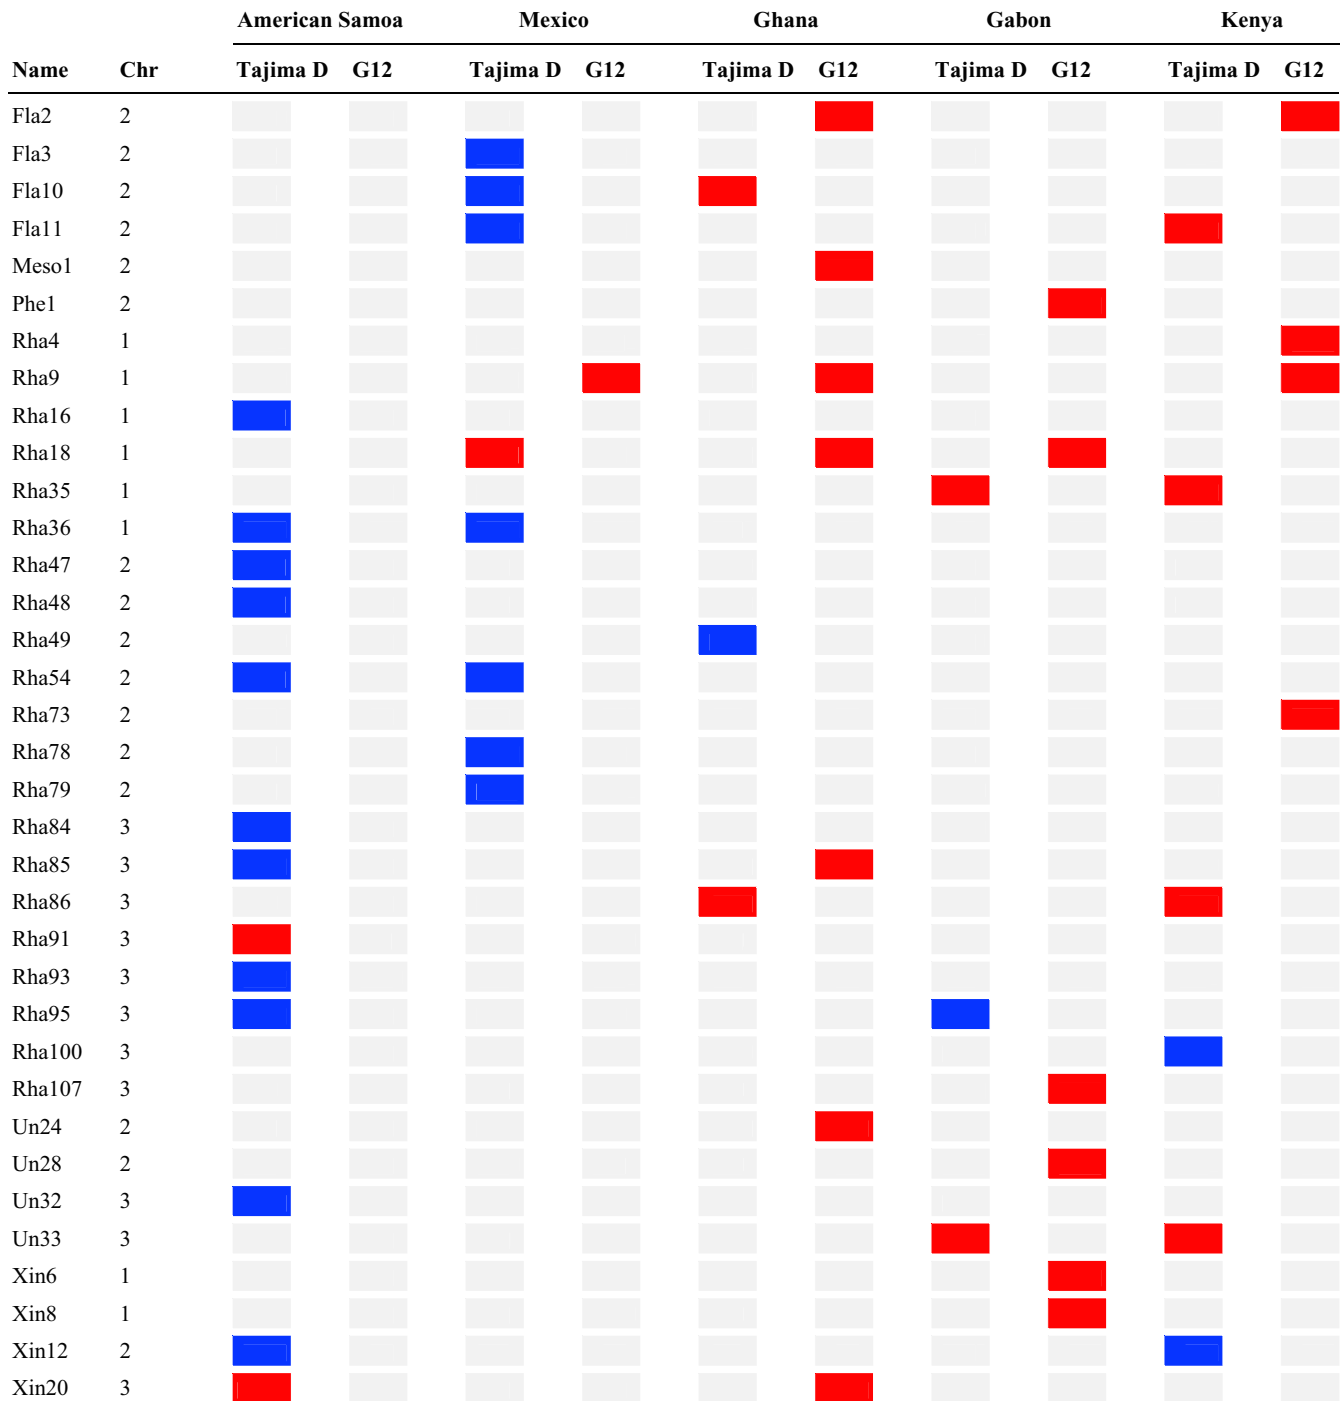 American Samoa Mexico Ghana Gabon Kenya
Name Chr Tajima D G12 Tajima D G12 Tajima D G12 Tajima D G12 Tajima D G12
Fla2 2
Fla3 2
Fla10 2
Fla11 2
Meso1 2
Phe1 2
Rha4 1
Rha9 1
Rha16 1
Rha18 1
Rha35 1
Rha36 1
Rha47 2
Rha48 2
Rha49 2
Rha54 2
Rha73 2
Rha78 2
Rha79 2
Rha84 3
Rha85 3
Rha86 3
Rha91 3
Rha93 3
Rha95 3
Rha100 3
Rha107 3
Un24 2
Un28 2
Un32 3
Un33 3
Xin6 1
Xin8 1
Xin12 2
Xin20 3